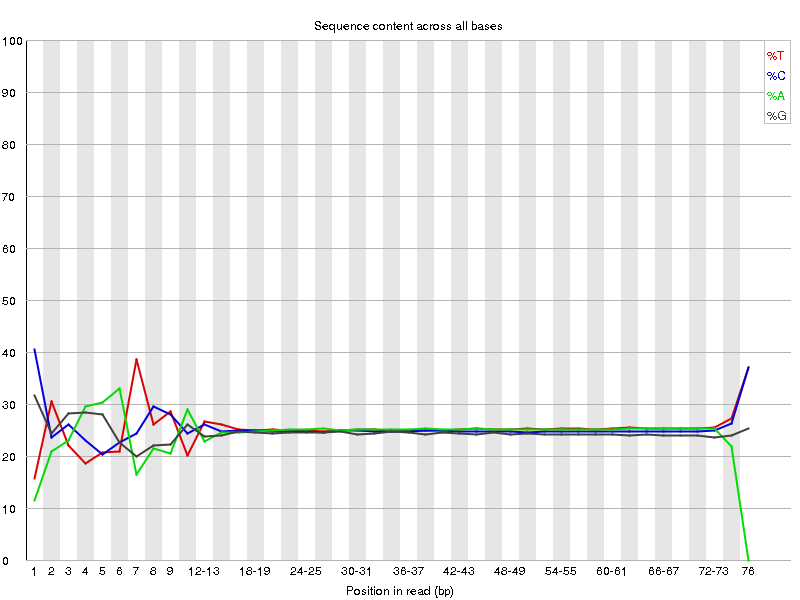 Sequence content across all bases
100
90
80
70
60
50
40
30
20
10
0
%T
%C
%A
%G
1 2 3 4 5 6 7 8 9 12-13 18-19 24-25 30-31 36-37 42-43 48-49 54-55 60-61 66-67 72-73 76
Position in read (bp)